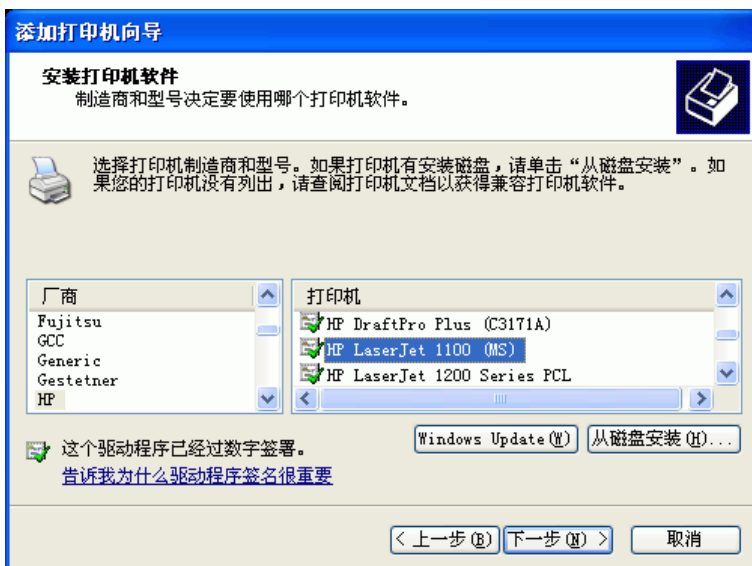 添加打印机向导
安装打印机软件
制造商和型号决定要使用哪个打印机软件。
选择打印机制造商和型号。如果打印机有安装磁盘，请单击“从磁盘安装”。如
果您的打印机没有列出，请查阅打印机文档以获得兼容打印机软件。
厂商
Fujitsu
GCC
Generic
Gestetner
HP
打印机
HP DraftPro Plus (C3171A)
HP LaserJet 1100 (MS)
HP LaserJet 1200 Series PCL
这个驱动程序已经过数字签署。
告诉我为什么驱动程序签名很重要
Windows Update(W)
从磁盘安装(H)...
< 上一步(B)
下一步(N) >
取消